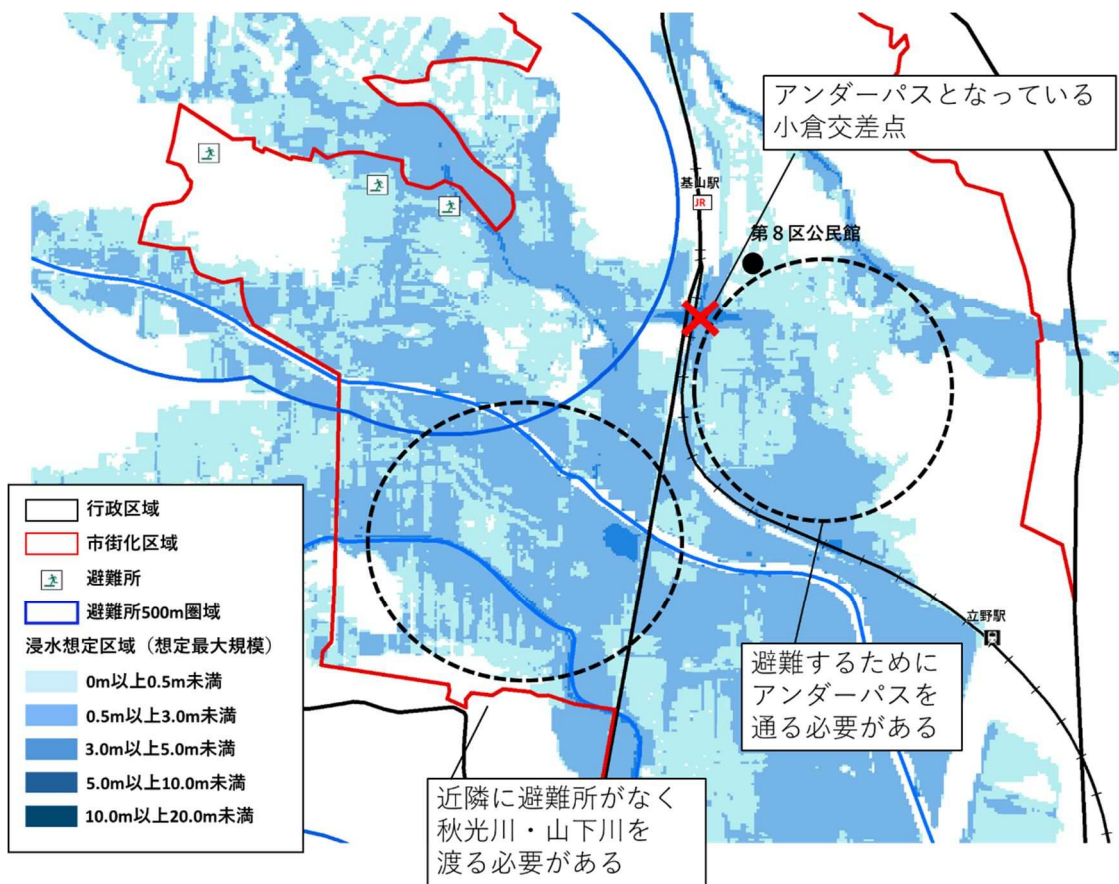 アンダーパスとなっている
小倉交差点
基山駅
JR
第8区公民館
行政区域
市街化区域
避難所
避難所500m圏域
浸水想定区域（想定最大規模）
0m以上0.5m未満
0.5m以上3.0m未満
3.0m以上5.0m未満
5.0m以上10.0m未満
10.0m以上20.0m未満
立野駅
避難するために
アンダーパスを
通る必要がある
近隣に避難所がなく
秋光川・山下川を
渡る必要がある